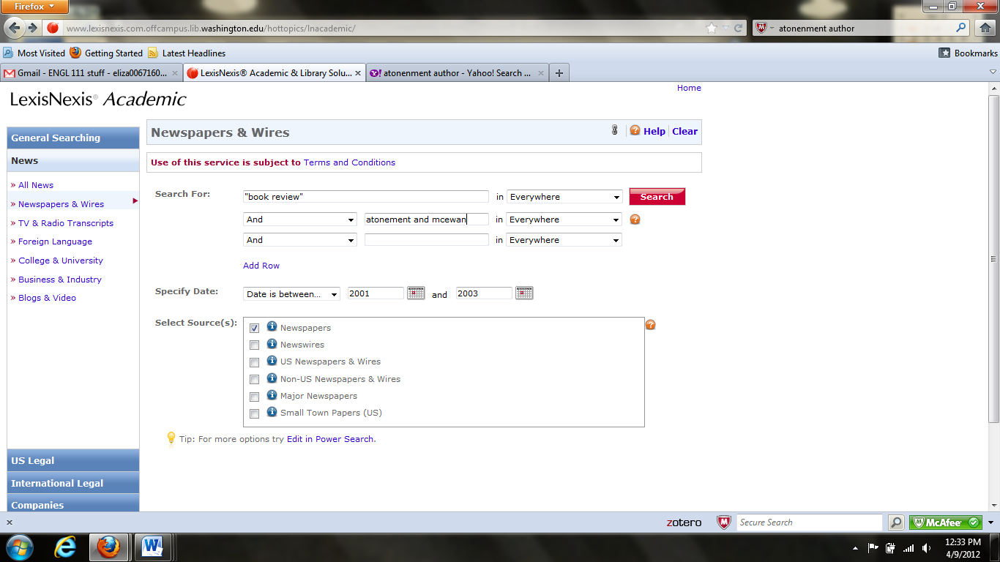 Firefox
www.lexisnexis.com.offcampus.lib.washington.edu/hottopics/lnacademic/
atonenment author
Most Visited Getting Started Latest Headlines Bookmarks
Gmail - ENGL 111 stuff - eliza0067160... LexisNexis® Academic & Library Solu... atonenment author - Yahoo! Search ...
LexisNexis® Academic
Home
General Searching
News
» All News
» Newspapers & Wires
» TV & Radio Transcripts
» Foreign Language
» College & University
» Business & Industry
» Blogs & Video
US Legal
International Legal
Companies
Newspapers & Wires
Help Clear
Use of this service is subject to Terms and Conditions
Search For: "book review" in Everywhere Search
And atonement and mcewan in Everywhere
And in Everywhere
Add Row
Specify Date: Date is between... 2001 and 2003
Select Source(s): Newspapers
Newswires
US Newspapers & Wires
Non-US Newspapers & Wires
Major Newspapers
Small Town Papers (US)
Tip: For more options try Edit in Power Search.
x zotero Secure Search McAfee
12:33 PM
4/9/2012